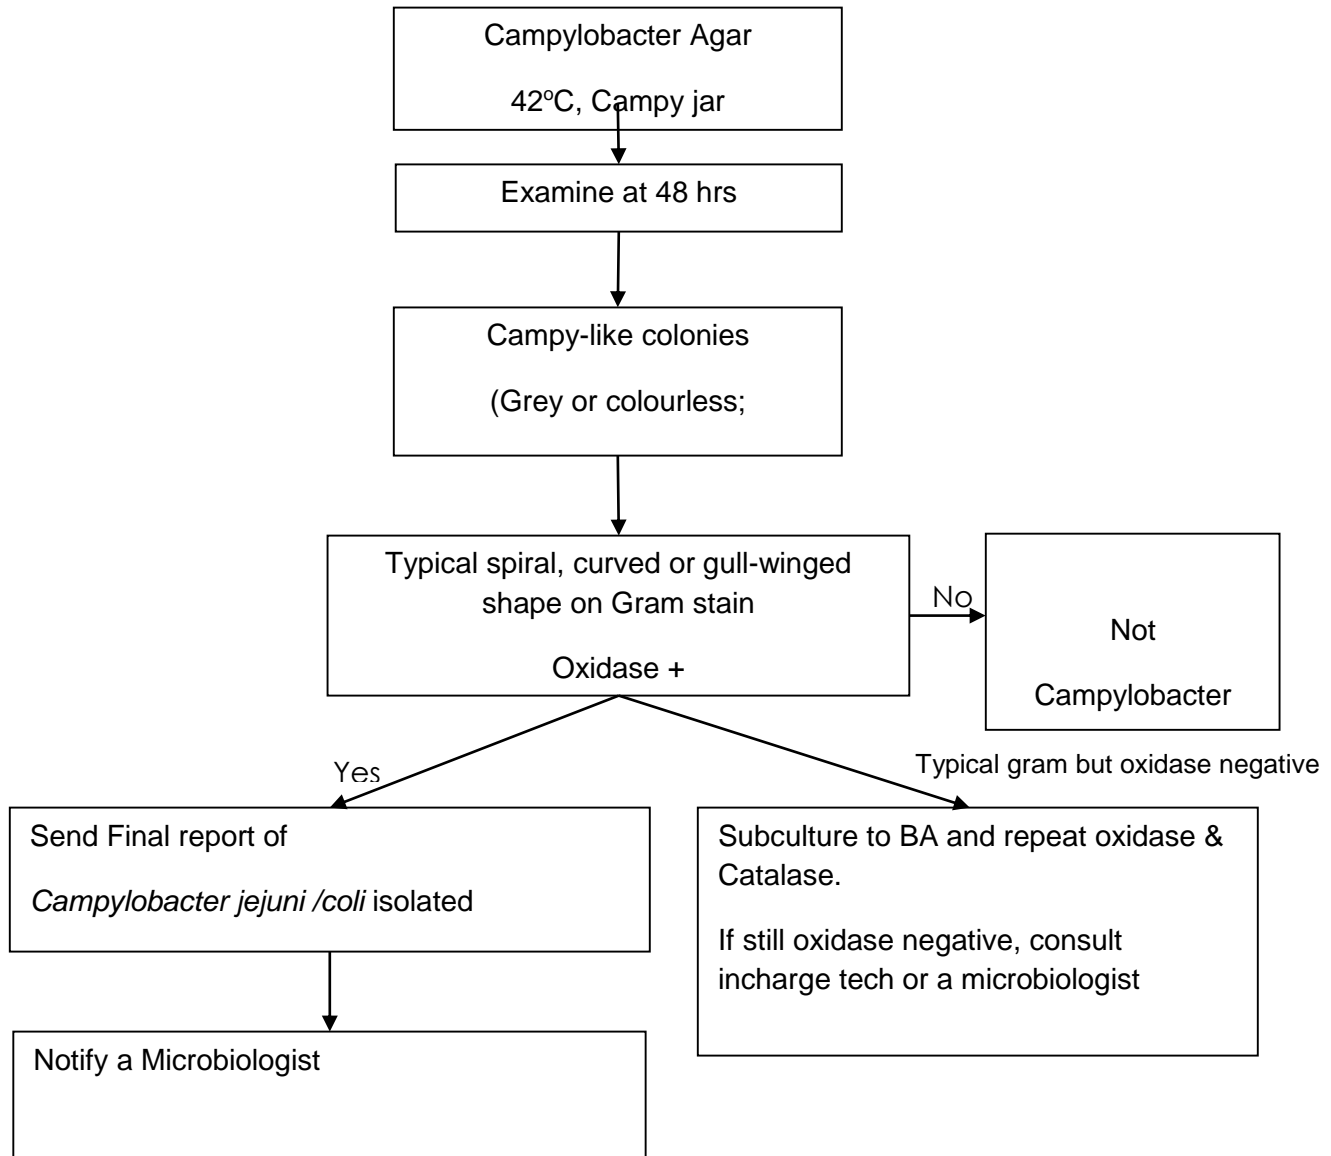 Campylobacter Agar
42ºC, Campy jar
Examine at 48 hrs
Campy-like colonies
(Grey or colourless;
Typical spiral, curved or gull-winged
shape on Gram stain
Oxidase +
No
Not
Campylobacter
Yes
Typical gram but oxidase negative
Send Final report of
Campylobacter jejuni /coli isolated
Subculture to BA and repeat oxidase &
Catalase.
If still oxidase negative, consult
incharge tech or a microbiologist
Notify a Microbiologist